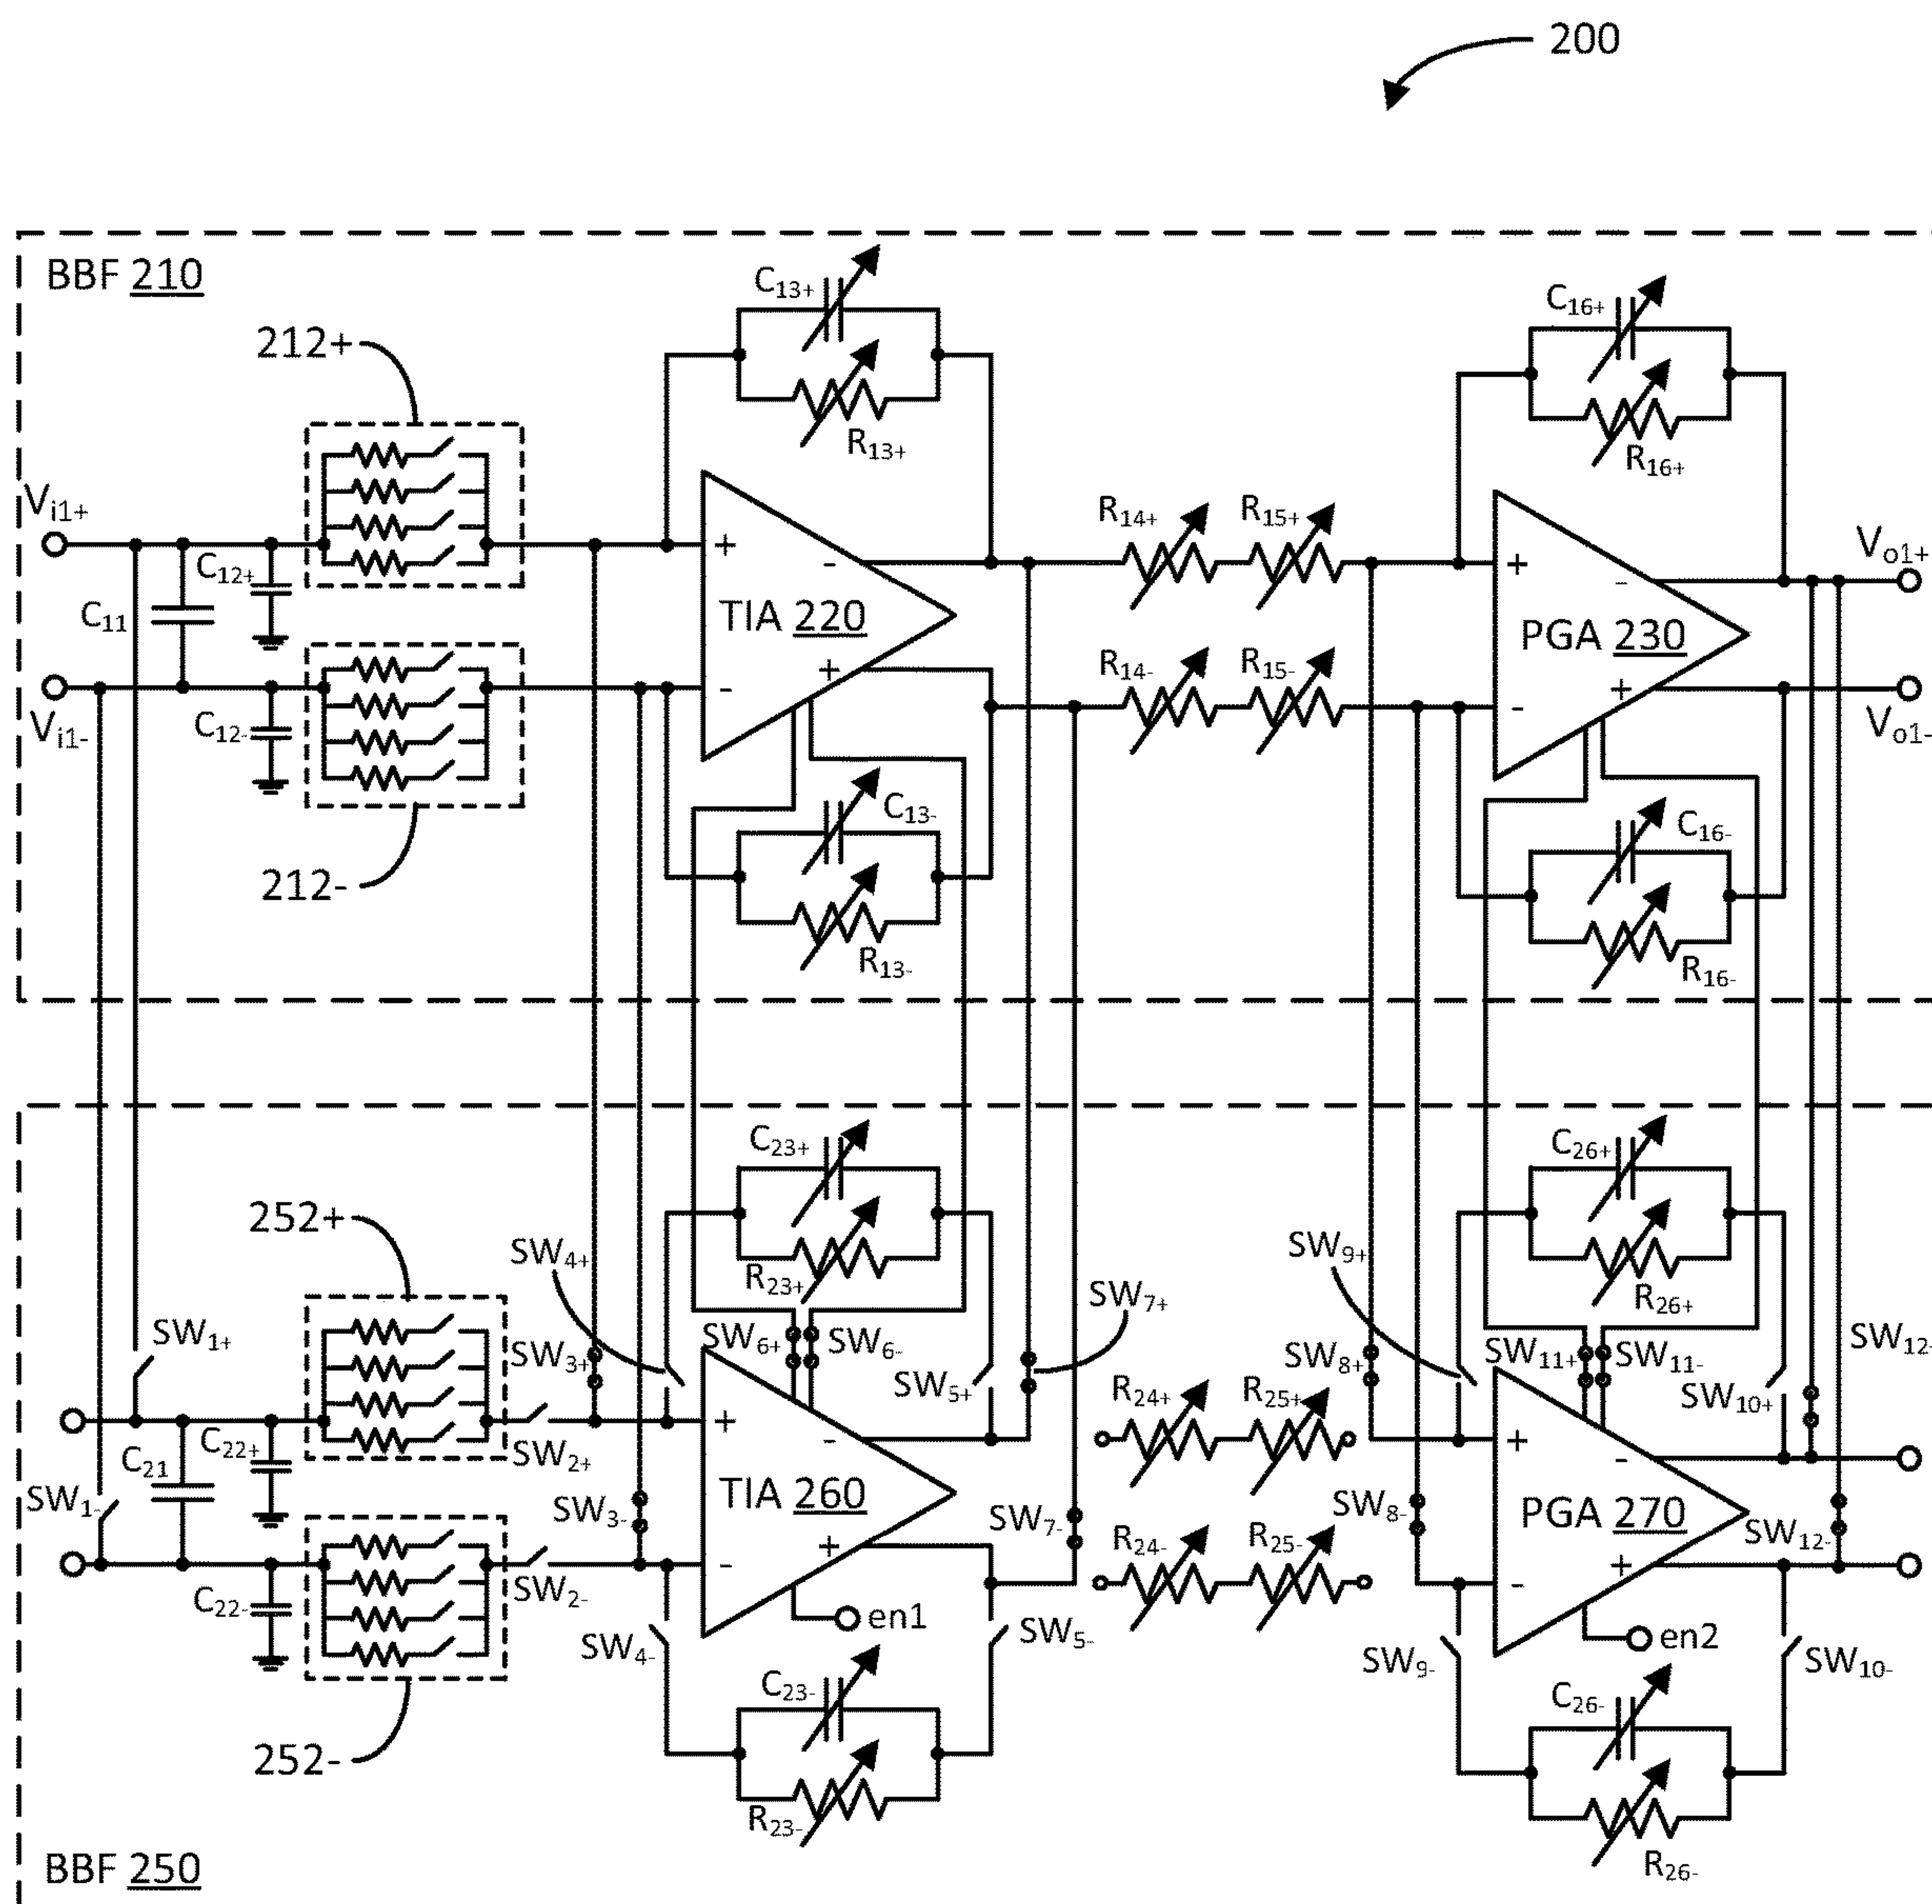 200
BBF 210
C13+
C16+
212+
R13+
R16+
Vi1+
R14+
R15+
C12+
+
-
+
-
Vo1+
C11
TIA 220
PGA 230
R14-
R15-
Vi1-
C12-
-
+
-
+
Vo1-
C13-
C16-
212-
R13-
R16-
C23+
C26+
252+
SW4+
SW9+
R23+
SW7+
R26+
SW1+
SW6+
SW6-
SW3+
SW8+
SW11+
SW11-
SW12-
SW5+
R24+
R25+
SW10+
C22+
C21
SW2+
+
-
+
-
SW1-
SW3-
TIA 260
SW7-
SW8-
PGA 270
SW12-
R24-
R25-
-
+
-
+
C22-
SW2-
en1
en2
SW4-
SW5-
SW9-
SW10-
C23-
C26-
252-
R23-
R26-
BBF 250